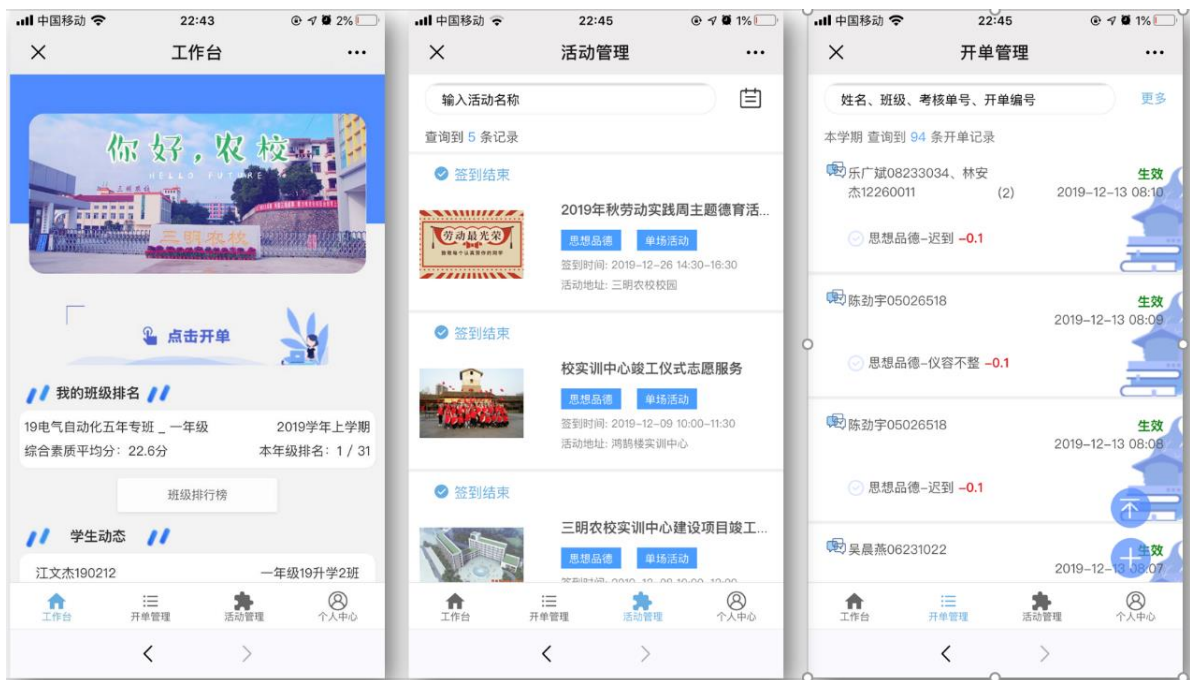 中国移动 22:43 2%
工作台
你好,农校
HELLO FUTURE
三明农校
点击开单
我的班级排名
19电气自动化五年专班 _ 一年级 2019学年上学期
综合素质平均分: 22.6分 本年级排名: 1 / 31
班级排行榜
学生动态
江文杰190212 一年级19升学2班
工作台 开单管理 活动管理 个人中心
中国移动 22:45 1%
活动管理
输入活动名称
查询到 5 条记录
签到结束
劳动最光荣
2019年秋劳动实践周主题德育活...
思想品德 单场活动
签到时间: 2019-12-26 14:30-16:30
活动地址: 三明农校校园
签到结束
校实训中心竣工仪式志愿服务
思想品德 单场活动
签到时间: 2019-12-09 10:00-11:30
活动地址: 鸿鹄楼实训中心
签到结束
三明农校实训中心建设项目竣工...
思想品德 单场活动
工作台 开单管理 活动管理 个人中心
中国移动 22:45 1%
开单管理
姓名、班级、考核单号、开单编号 更多
本学期 查询到 94 条开单记录
乐广斌08233034、林安 生效
杰12260011 (2) 2019-12-13 08:10
思想品德-迟到 -0.1
陈劲宇05026518 生效
2019-12-13 08:09
思想品德-仪容不整 -0.1
陈劲宇05026518 生效
2019-12-13 08:08
思想品德-迟到 -0.1
吴晨燕06231022 生效
2019-12-13 08:07
工作台 开单管理 活动管理 个人中心